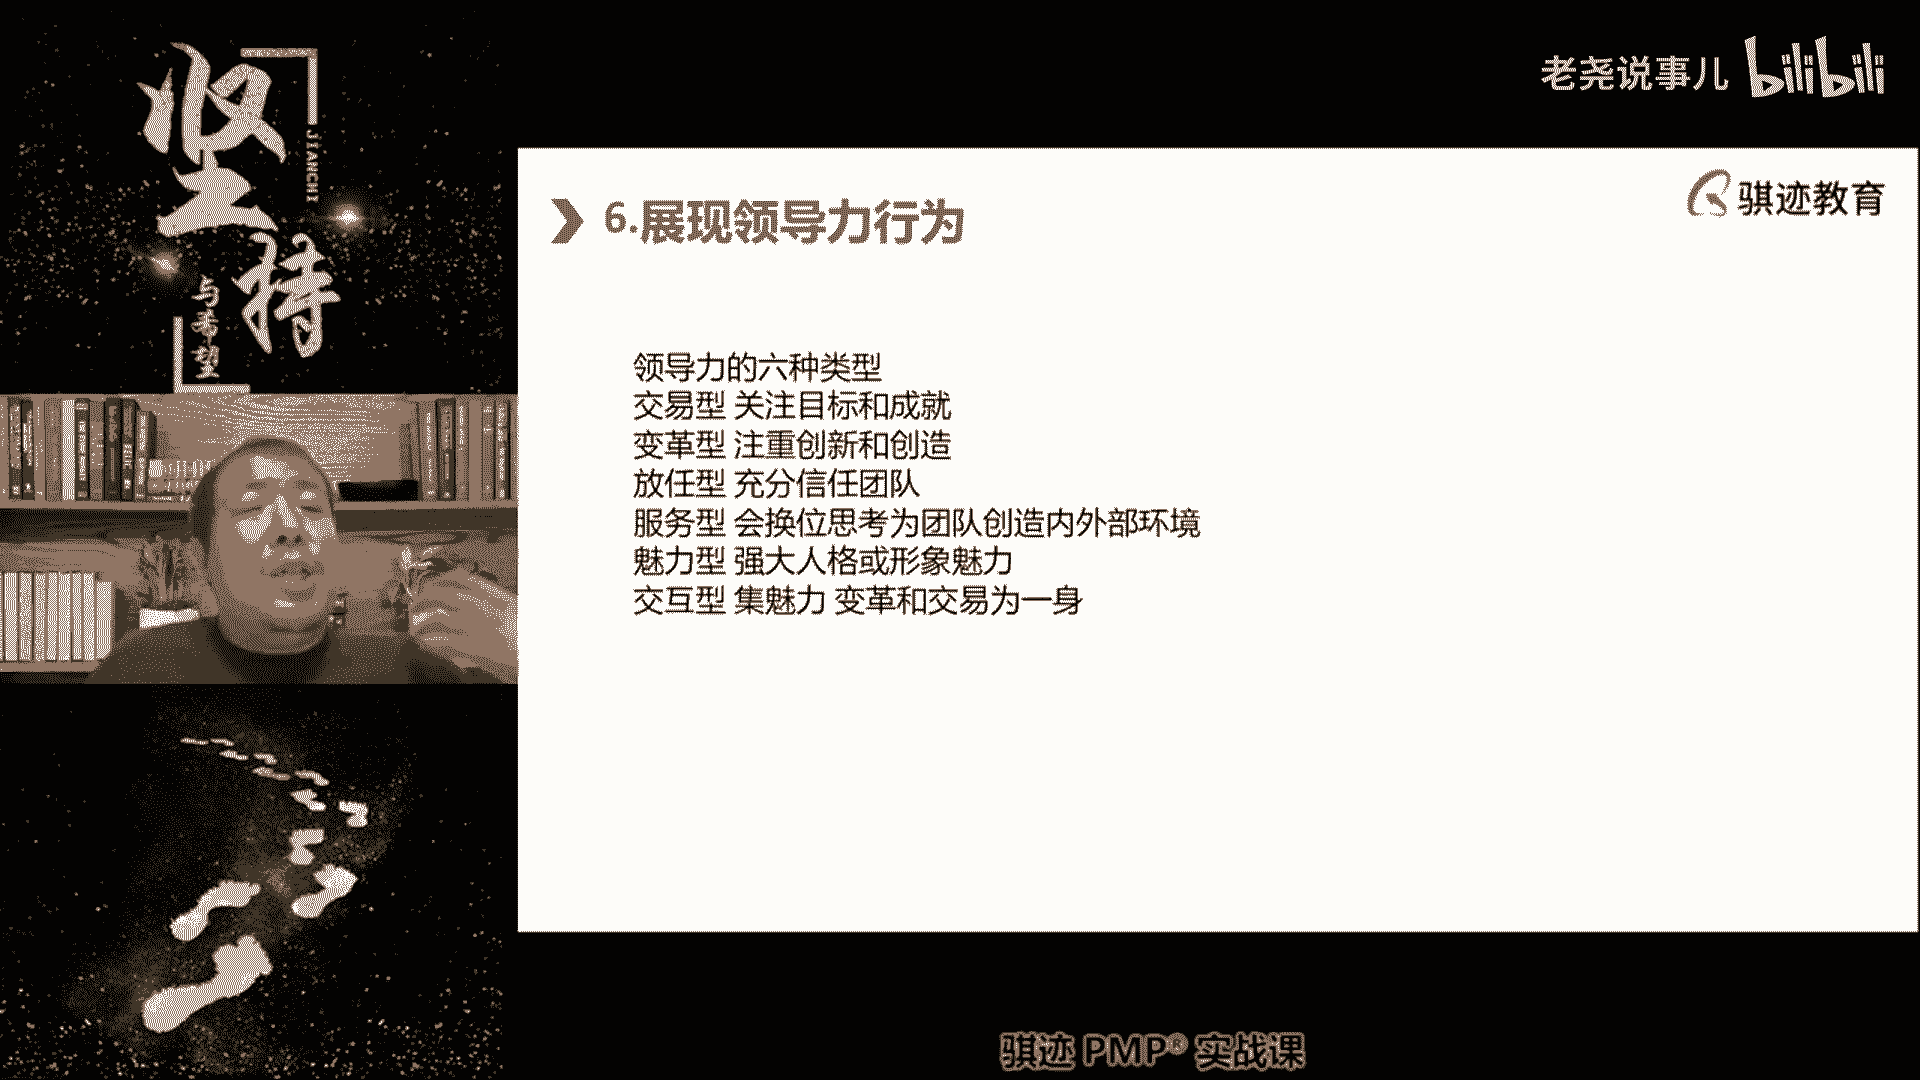 坚持
JIANCHI
与希望
老尧说事儿 bilibili
骐迹教育
6.展现领导力行为
领导力的六种类型
交易型 关注目标和成就
变革型 注重创新和创造
放任型 充分信任团队
服务型 会换位思考为团队创造内外部环境
魅力型 强大人格或形象魅力
交互型 集魅力 变革和交易为一身
骐迹 PMP® 实战课